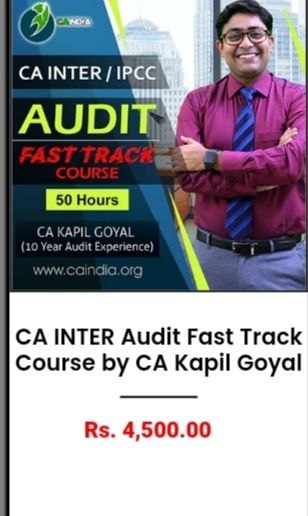 CAINDIA
CA INTER / IPCC
AUDIT
FAST TRACK
COURSE
50 Hours
CA KAPIL GOYAL
(10 Year Audit Experience)
www.caindia.org
CA INTER Audit Fast Track
Course by CA Kapil Goyal
Rs. 4,500.00